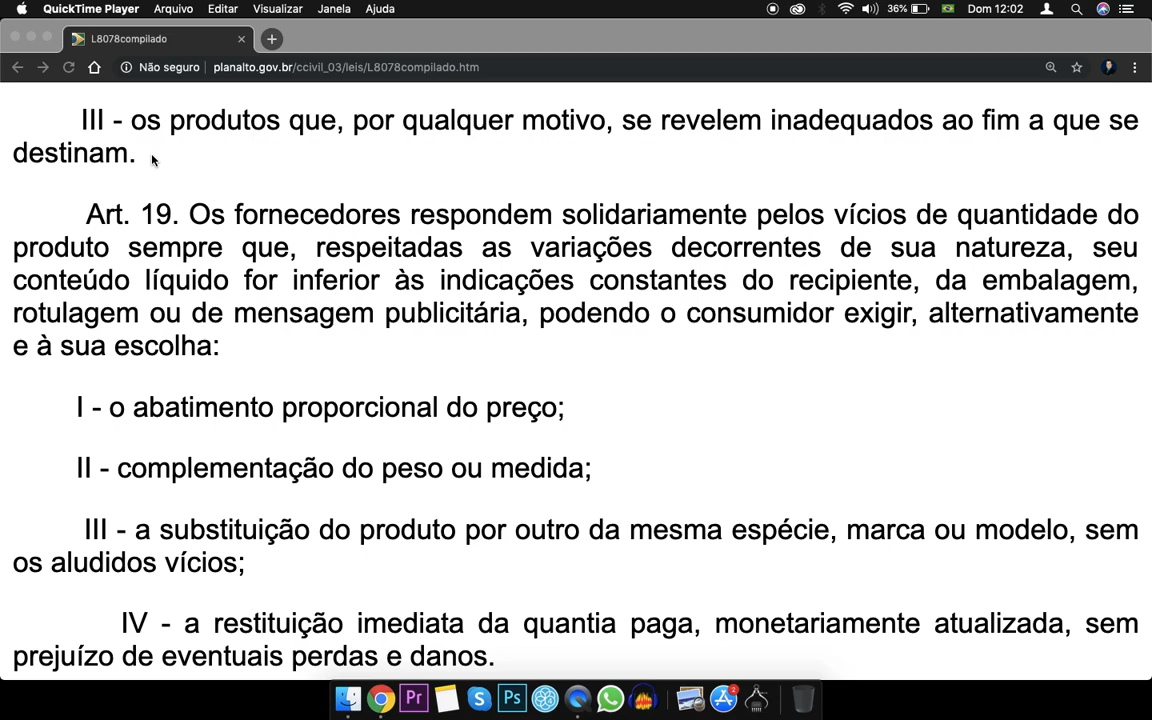 QuickTime Player Arquivo Editar Visualizar Janela Ajuda 36% Dom 12:02
L8078compilado
Não seguro planalto.gov.br/ccivil_03/leis/L8078compilado.htm
III - os produtos que, por qualquer motivo, se revelem inadequados ao fim a que se
destinam.
Art. 19. Os fornecedores respondem solidariamente pelos vícios de quantidade do
produto sempre que, respeitadas as variações decorrentes de sua natureza, seu
conteúdo líquido for inferior às indicações constantes do recipiente, da embalagem,
rotulagem ou de mensagem publicitária, podendo o consumidor exigir, alternativamente
e à sua escolha:
I - o abatimento proporcional do preço;
II - complementação do peso ou medida;
III - a substituição do produto por outro da mesma espécie, marca ou modelo, sem
os aludidos vícios;
IV - a restituição imediata da quantia paga, monetariamente atualizada, sem
prejuízo de eventuais perdas e danos.
Pr Ps 2